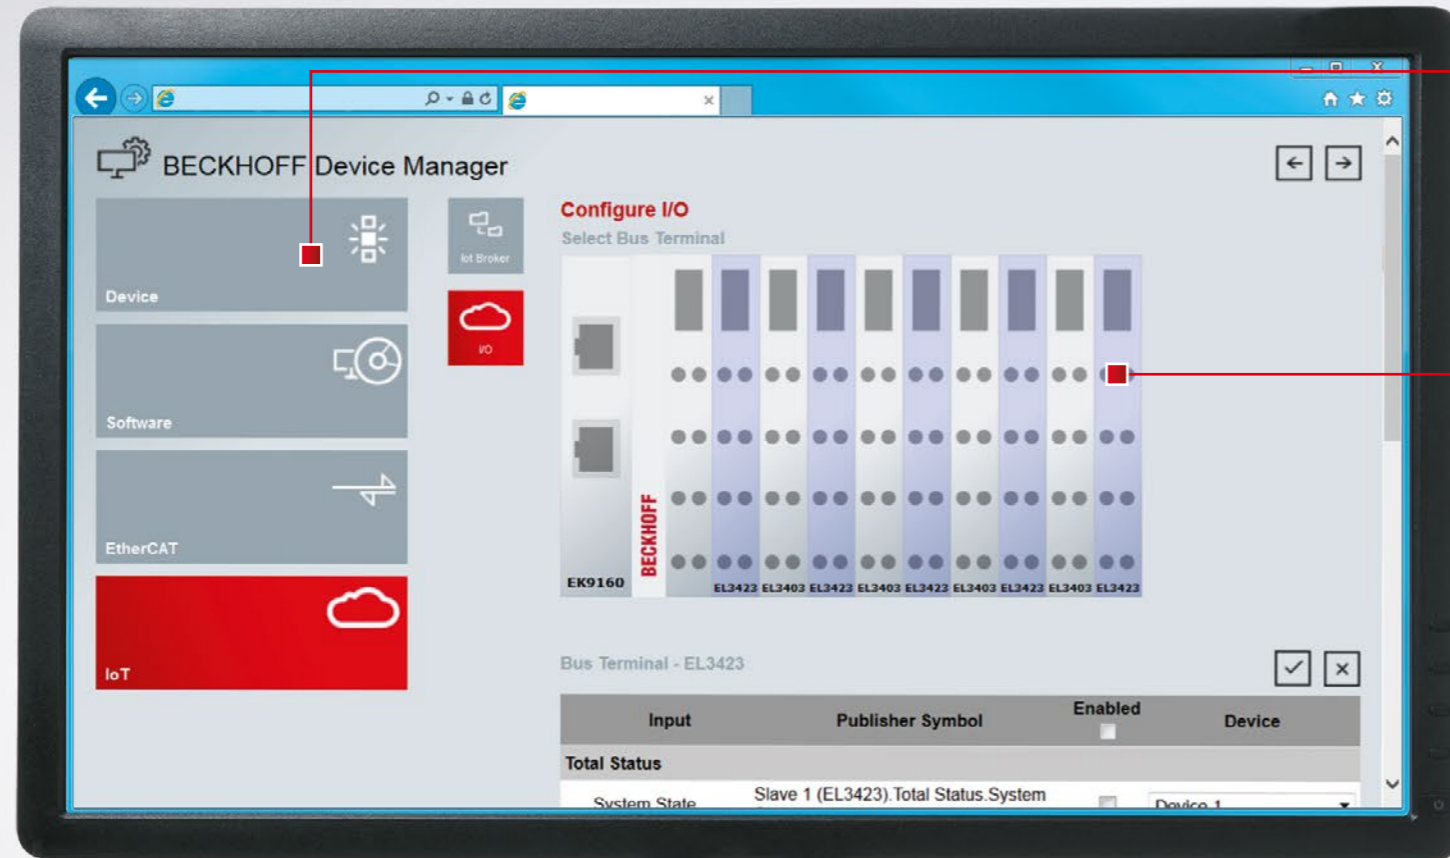 BECKHOFF Device Manager
Device
Software
EtherCAT
IoT
Iot Broker
I/O
Configure I/O
Select Bus Terminal
BECKHOFF
EK9160
EL3423 EL3403 EL3423 EL3403 EL3423 EL3403 EL3423 EL3403 EL3423
Bus Terminal - EL3423
Input Publisher Symbol Enabled Device
Total Status
System State Slave 1 (EL3423).Total Status.System Device 1